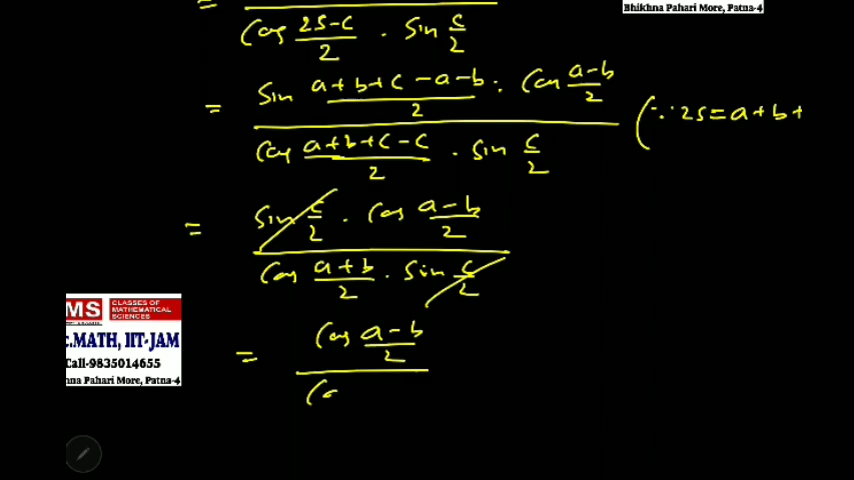 Bhikhna Pahari More, Patna-4
=
Cos (2s-c)/2 · Sin c/2
= (Sin (a+b+c-a-b)/2 · Cos (a-b)/2) / (Cos (a+b+c-c)/2 · Sin c/2) (∵ 2s = a+b+
= (Sin c/2 · Cos (a-b)/2) / (Cos (a+b)/2 · Sin c/2)
= (Cos (a-b)/2) / (Co
MS CLASSES OF MATHEMATICAL SCIENCES
.MATH, IIT-JAM
Call-9835014655
hna Pahari More, Patna-4